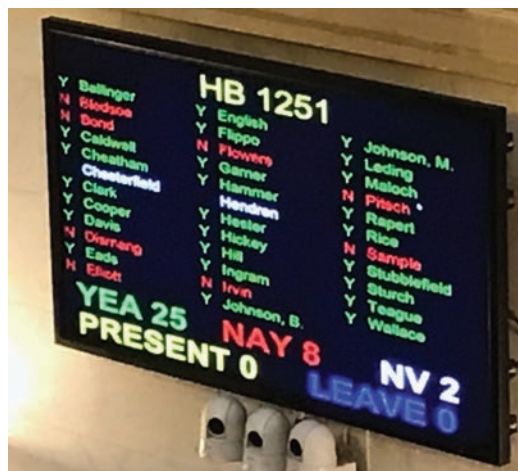 HB 1251
Y Ballinger
N Bledsoe
N Bond
Y Caldwell
Y Cheatham
Chesterfield
Y Clark
Y Cooper
Y Davis
N Dismang
Y Eads
N Elliott
Y English
Y Flippo
N Flowers
Y Garner
Y Hammer
Hendren
Y Hester
Y Hickey
Y Hill
Y Ingram
N Irvin
Y Johnson, B.
Y Johnson, M.
Y Leding
Y Maloch
N Pitsch *
Y Rapert
Y Rice
N Sample
Y Stubblefield
Y Sturch
Y Teague
Y Wallace
YEA 25 NAY 8 NV 2
PRESENT 0 LEAVE 0